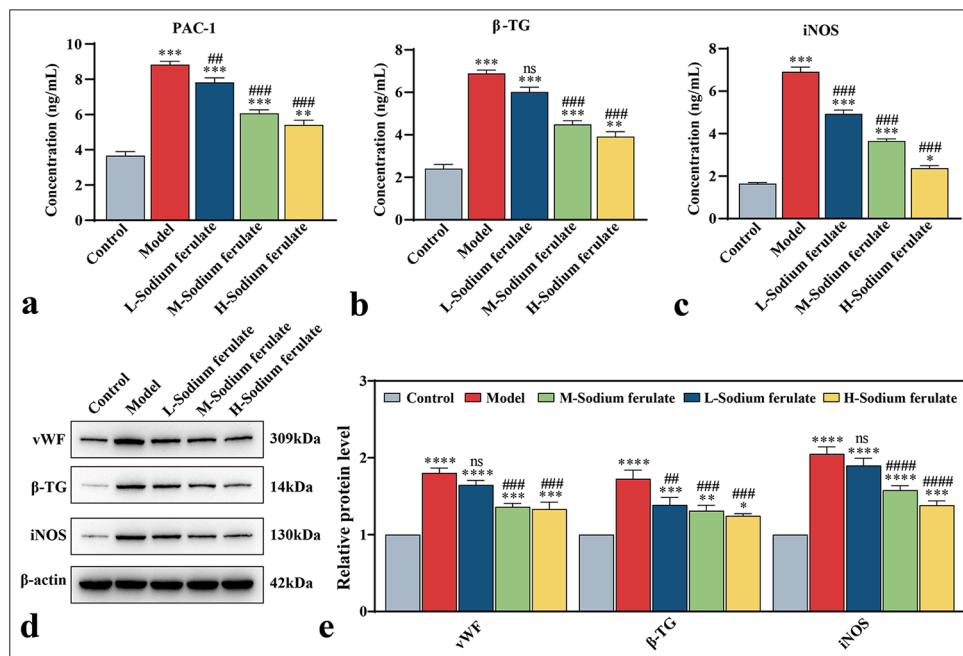 PAC-1
Concentration (ng/mL)
10
8
6
4
2
0
***
##
***
###
***
###
**
Control
Model
L-Sodium ferulate
M-Sodium ferulate
H-Sodium ferulate
a
β-TG
Concentration (ng/mL)
8
6
4
2
0
***
ns
***
###
***
###
**
Control
Model
L-Sodium ferulate
M-Sodium ferulate
H-Sodium ferulate
b
iNOS
Concentration (ng/mL)
8
6
4
2
0
***
###
***
###
***
###
*
Control
Model
L-Sodium ferulate
M-Sodium ferulate
H-Sodium ferulate
c
Control
Model
L-Sodium ferulate
M-Sodium ferulate
H-Sodium ferulate
vWF 309kDa
β-TG 14kDa
iNOS 130kDa
β-actin 42kDa
d
Relative protein level
3
2
1
0
Control Model M-Sodium ferulate L-Sodium ferulate H-Sodium ferulate
****
ns
****
###
***
###
***
****
##
***
###
**
###
*
****
ns
****
####
****
####
***
vWF
β-TG
iNOS
e